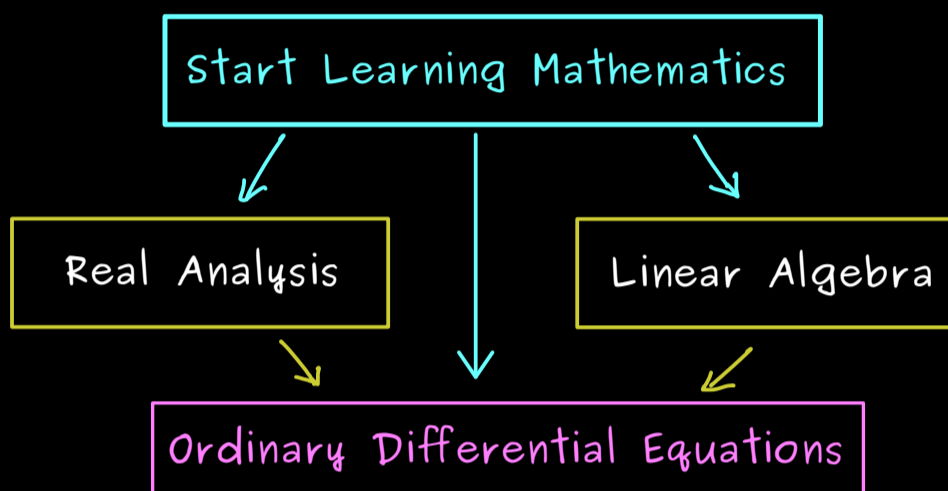 Start Learning Mathematics
Real Analysis
Linear Algebra
Ordinary Differential Equations